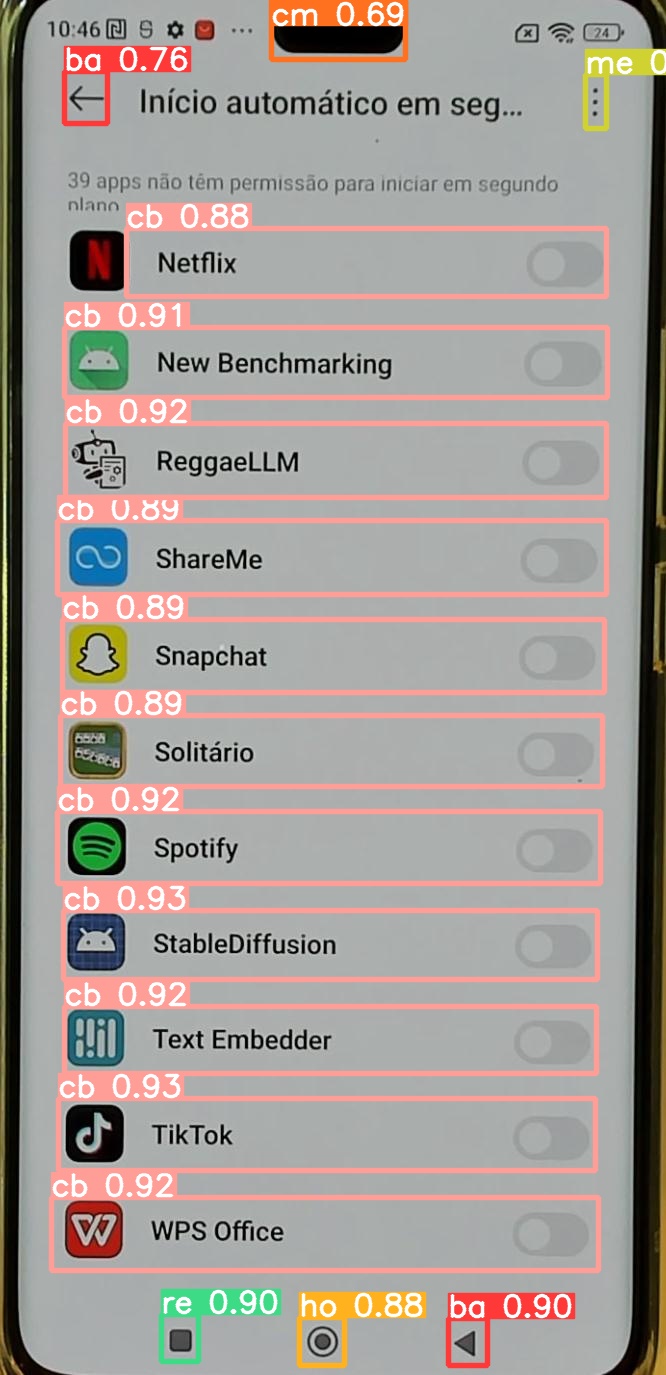 10:46 24
cm 0.69
ba 0.76
me 0
Início automático em seg...
39 apps não têm permissão para iniciar em segundo
plano
cb 0.88
Netflix
cb 0.91
New Benchmarking
cb 0.92
ReggaeLLM
cb 0.89
ShareMe
cb 0.89
Snapchat
cb 0.89
Solitário
cb 0.92
Spotify
cb 0.93
StableDiffusion
cb 0.92
Text Embedder
cb 0.93
TikTok
cb 0.92
WPS Office
re 0.90 ho 0.88 ba 0.90